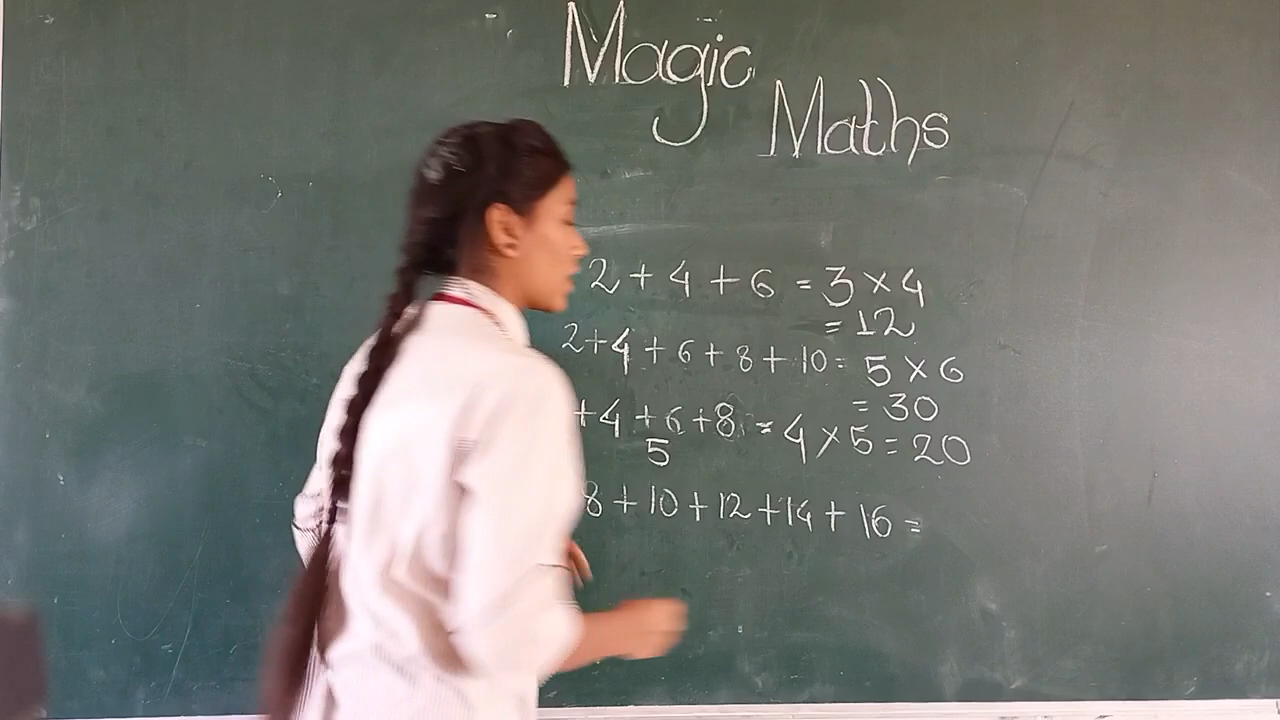 Magic
Maths
2 + 4 + 6 = 3 × 4
= 12
2 + 4 + 6 + 8 + 10 = 5 × 6
= 30
+ 4 + 6 + 8 = 4 × 5 = 20
5
8 + 10 + 12 + 14 + 16 =